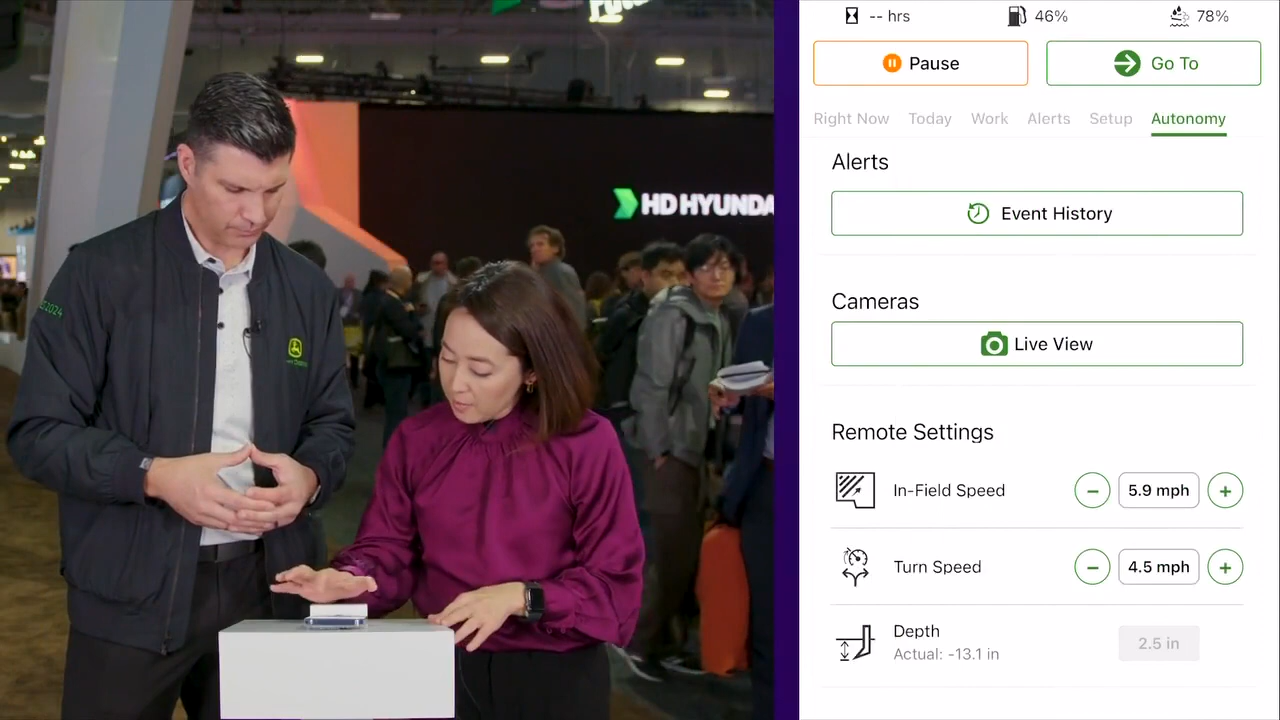 -- hrs
46%
78%
Pause
Go To
Right Now
Today
Work
Alerts
Setup
Autonomy
Alerts
Event History
Cameras
Live View
Remote Settings
In-Field Speed
5.9 mph
Turn Speed
4.5 mph
Depth
Actual: -13.1 in
2.5 in
HD HYUNDA
2024